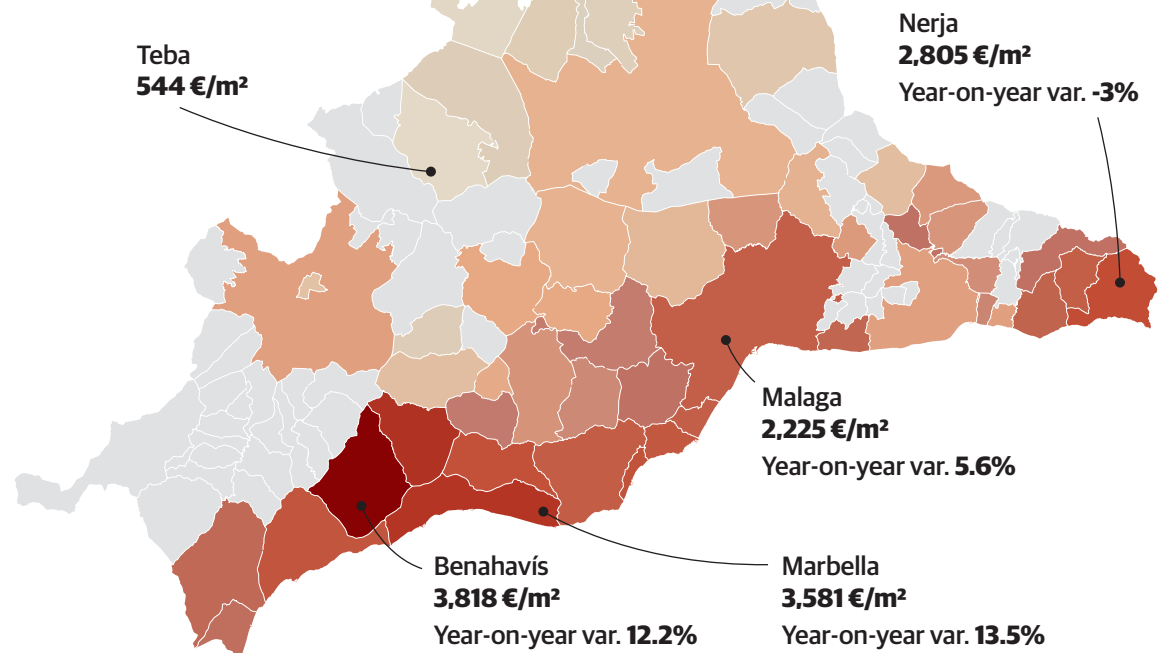 Teba
544 €/m²
Nerja
2,805 €/m²
Year-on-year var. -3%
Malaga
2,225 €/m²
Year-on-year var. 5.6%
Benahavís
3,818 €/m²
Year-on-year var. 12.2%
Marbella
3,581 €/m²
Year-on-year var. 13.5%